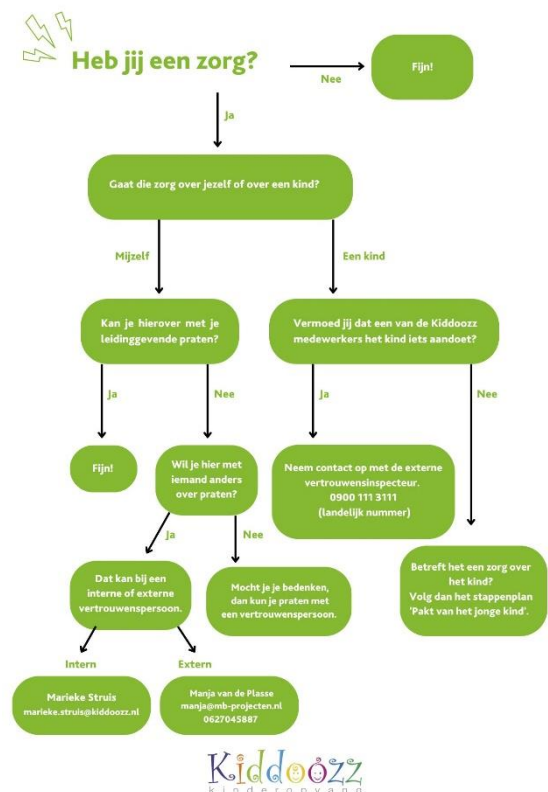 Heb jij een zorg?
Nee
Fijn!
Ja
Gaat die zorg over jezelf of over een kind?
Mijzelf
Een kind
Kan je hierover met je
leidinggevende praten?
Vermoed jij dat een van de Kiddoozz
medewerkers het kind iets aandoet?
Ja
Nee
Ja
Nee
Fijn!
Wil je hier met
iemand anders
over praten?
Neem contact op met de externe
vertrouwensinspecteur.
0900 111 3111
(landelijk nummer)
Ja
Nee
Dat kan bij een
interne of externe
vertrouwenspersoon.
Mocht je je bedenken,
dan kun je praten met
een vertrouwenspersoon.
Betreft het een zorg over
het kind?
Volg dan het stappenplan
'Pakt van het jonge kind'.
Intern
Extern
Marieke Struis
marieke.struis@kiddoozz.nl
Manja van de Plasse
manja@mb-projecten.nl
0627045887
Kiddoozz
kinderopvang